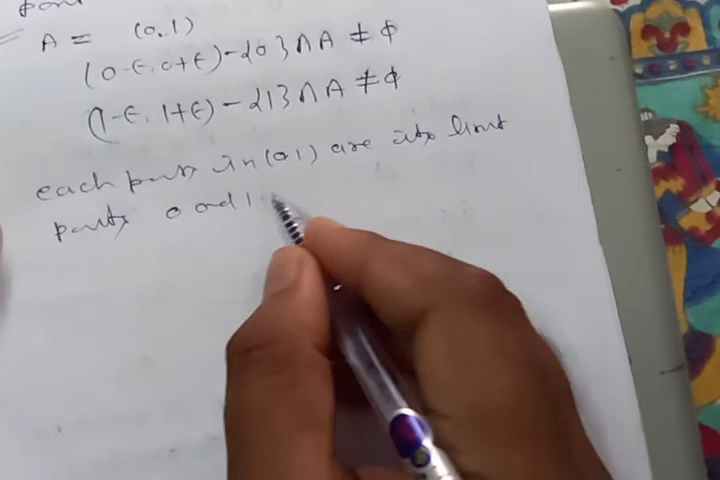 A = (0,1)
(0-ε, 0+ε) - {0} ∩ A ≠ ϕ
(1-ε, 1+ε) - {1} ∩ A ≠ ϕ
each points in (0,1) are its limit
points 0 and 1